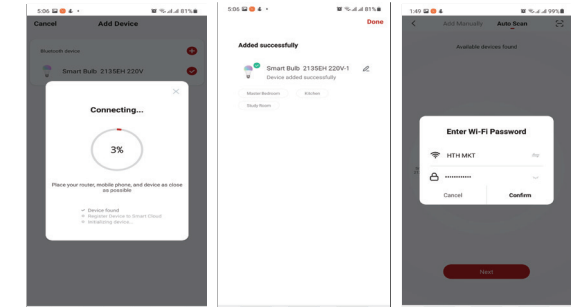 5:06
81%
Cancel Add Device
Bluetooth device
Smart Bulb 2135EH 220V
Connecting...
3%
Place your router, mobile phone, and device as close
as possible
Device found
Register Device to Smart Cloud
Initializing device...
5:06
81%
Done
Added successfully
Smart Bulb 2135EH 220V-1
Device added successfully
Master Bedroom Kitchen
Study Room
1:49
99%
Add Manually Auto Scan
Available devices found
Enter Wi-Fi Password
HTH MKT
••••••••••••
Cancel Confirm
Next